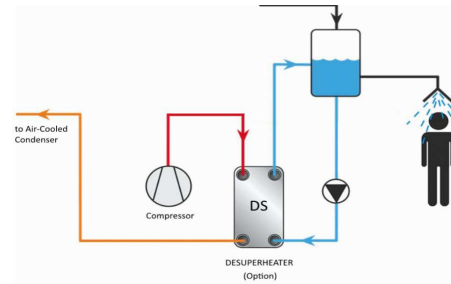 to Air-Cooled
Condenser
Compressor
DS
DESUPERHEATER
(Option)